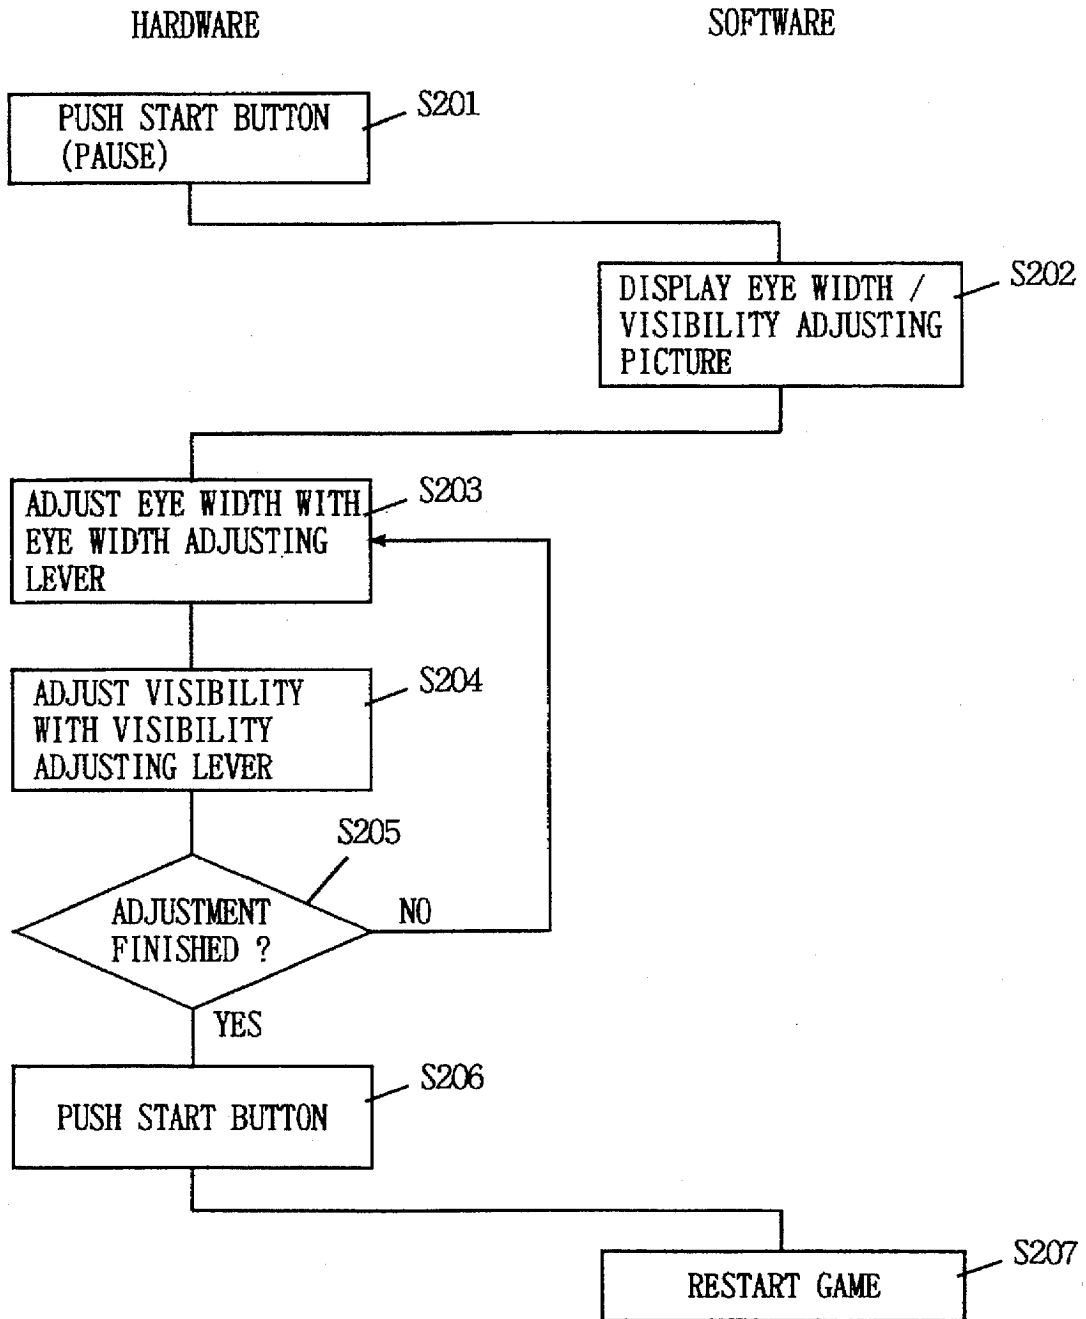 HARDWARE
SOFTWARE
PUSH START BUTTON
(PAUSE)
S201
DISPLAY EYE WIDTH /
VISIBILITY ADJUSTING
PICTURE
S202
ADJUST EYE WIDTH WITH
EYE WIDTH ADJUSTING
LEVER
S203
ADJUST VISIBILITY
WITH VISIBILITY
ADJUSTING LEVER
S204
S205
ADJUSTMENT
FINISHED ?
NO
YES
PUSH START BUTTON
S206
RESTART GAME
S207